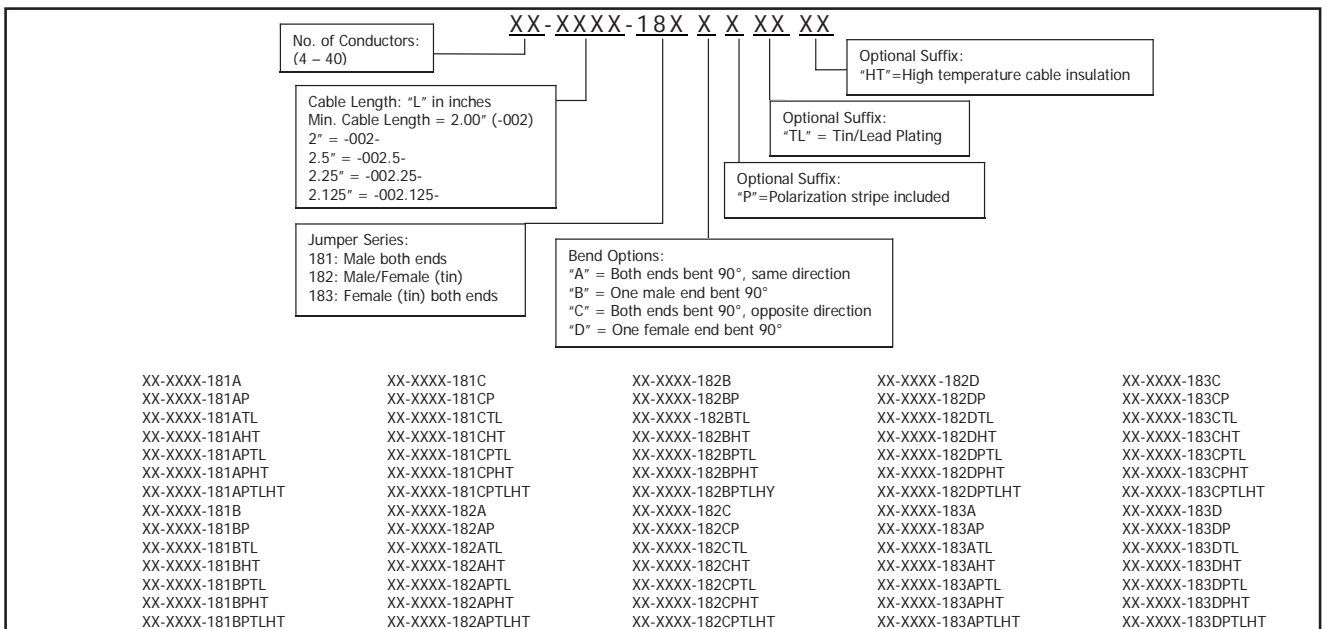 XX-XXXX-18X X X XX XX
No. of Conductors:
(4 – 40)
Optional Suffix:
"HT"=High temperature cable insulation
Cable Length: "L" in inches
Min. Cable Length = 2.00" (-002)
2" = -002-
2.5" = -002.5-
2.25" = -002.25-
2.125" = -002.125-
Optional Suffix:
"TL" = Tin/Lead Plating
Optional Suffix:
"P"=Polarization stripe included
Jumper Series:
181: Male both ends
182: Male/Female (tin)
183: Female (tin) both ends
Bend Options:
"A" = Both ends bent 90°, same direction
"B" = One male end bent 90°
"C" = Both ends bent 90°, opposite direction
"D" = One female end bent 90°
XX-XXXX-181A XX-XXXX-181C XX-XXXX-182B XX-XXXX-182D XX-XXXX-183C
XX-XXXX-181AP XX-XXXX-181CP XX-XXXX-182BP XX-XXXX-182DP XX-XXXX-183CP
XX-XXXX-181ATL XX-XXXX-181CTL XX-XXXX-182BTL XX-XXXX-182DTL XX-XXXX-183CTL
XX-XXXX-181AHT XX-XXXX-181CHT XX-XXXX-182BHT XX-XXXX-182DHT XX-XXXX-183CHT
XX-XXXX-181APTL XX-XXXX-181CPTL XX-XXXX-182BPTL XX-XXXX-182DPTL XX-XXXX-183CPTL
XX-XXXX-181APHT XX-XXXX-181CPHT XX-XXXX-182BPHT XX-XXXX-182DPHT XX-XXXX-183CPHT
XX-XXXX-181APTLHT XX-XXXX-181CPTLHT XX-XXXX-182BPTLHY XX-XXXX-182DPTLHT XX-XXXX-183CPTLHT
XX-XXXX-181B XX-XXXX-182A XX-XXXX-182C XX-XXXX-183A XX-XXXX-183D
XX-XXXX-181BP XX-XXXX-182AP XX-XXXX-182CP XX-XXXX-183AP XX-XXXX-183DP
XX-XXXX-181BTL XX-XXXX-182ATL XX-XXXX-182CTL XX-XXXX-183ATL XX-XXXX-183DTL
XX-XXXX-181BHT XX-XXXX-182AHT XX-XXXX-182CHT XX-XXXX-183AHT XX-XXXX-183DHT
XX-XXXX-181BPTL XX-XXXX-182APTL XX-XXXX-182CPTL XX-XXXX-183APTL XX-XXXX-183DPTL
XX-XXXX-181BPHT XX-XXXX-182APHT XX-XXXX-182CPHT XX-XXXX-183APHT XX-XXXX-183DPHT
XX-XXXX-181BPTLHT XX-XXXX-182APTLHT XX-XXXX-182CPTLHT XX-XXXX-183APTLHT XX-XXXX-183DPTLHT